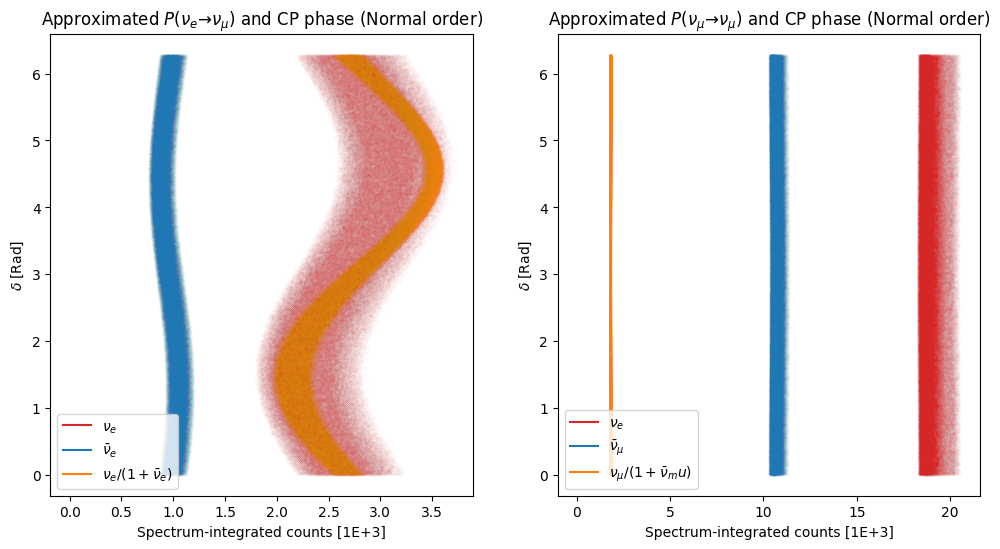 Approximated P(νe→νμ) and CP phase (Normal order)
δ [Rad]
6
5
4
3
2
1
0
νe
ν̄e
νe/(1 + ν̄e)
0.0 0.5 1.0 1.5 2.0 2.5 3.0 3.5
Spectrum-integrated counts [1E+3]
Approximated P(νμ→νμ) and CP phase (Normal order)
δ [Rad]
6
5
4
3
2
1
0
νe
ν̄μ
νμ/(1 + ν̄mu)
0 5 10 15 20
Spectrum-integrated counts [1E+3]